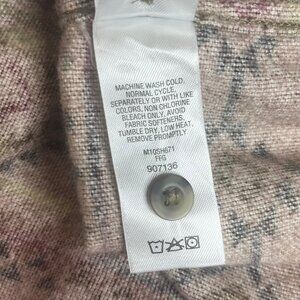 MACHINE WASH COLD,
NORMAL CYCLE,
SEPARATELY OR WITH LIKE
COLORS, NON CHLORINE
BLEACH ONLY, AVOID
FABRIC SOFTENERS,
TUMBLE DRY, LOW HEAT,
REMOVE PROMPTLY
M10SH671
FFG
907136